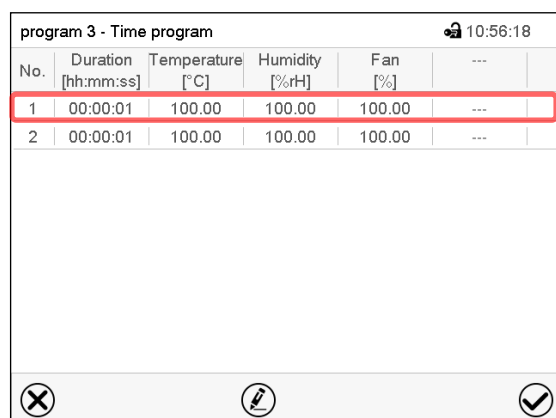 program 3 - Time program 10:56:18
No. Duration [hh:mm:ss] Temperature [°C] Humidity [%rH] Fan [%] ---
1 00:00:01 100.00 100.00 100.00 ---
2 00:00:01 100.00 100.00 100.00 ---